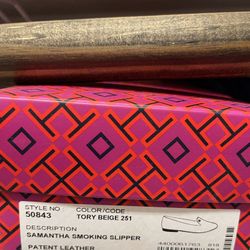 STYLE NO. COLOR/CODE
50843 TORY BEIGE 251
DESCRIPTION
SAMANTHA SMOKING SLIPPER
PATENT LEATHER